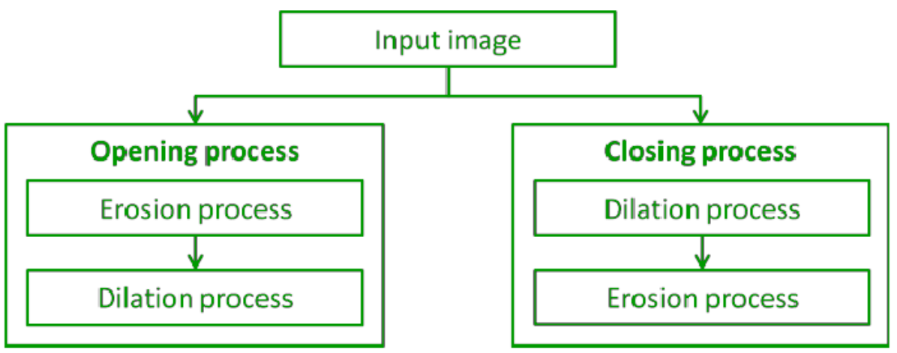 Input image
Opening process
Erosion process
Dilation process
Closing process
Dilation process
Erosion process